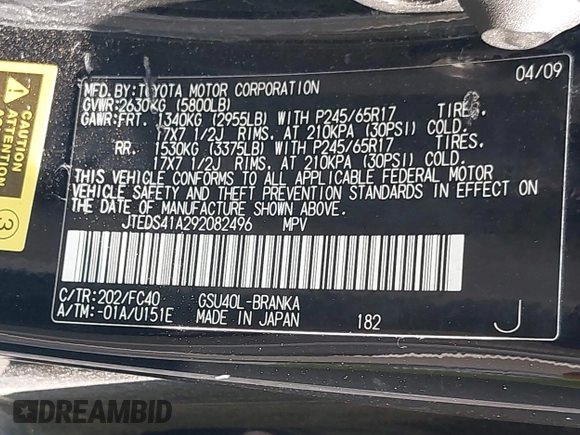 04/09
MFD. BY: TOYOTA MOTOR CORPORATION
GVWR: 2630KG (5800LB)
GAWR: FRT. 1340KG (2955LB) WITH P245/65R17 TIRES.
17X7 1/2J RIMS. AT 210KPA (30PSI) COLD.
RR. 1530KG (3375LB) WITH P245/65R17 TIRES.
17X7 1/2J RIMS. AT 210KPA (30PSI) COLD.
THIS VEHICLE CONFORMS TO ALL APPLICABLE FEDERAL MOTOR
VEHICLE SAFETY AND THEFT PREVENTION STANDARDS IN EFFECT ON
THE DATE OF MANUFACTURE SHOWN ABOVE.
JTEDS41A292082496 MPV
C/TR: 202/FC40 GSU40L-BRANKA
A/TM: -01A/U151E MADE IN JAPAN 182 J
CAUTION
ATTENTION
3
DREAMBID